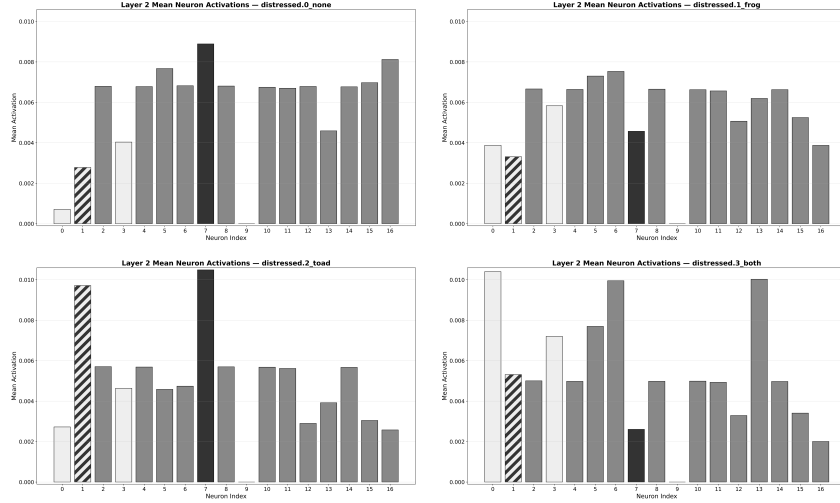 Layer 2 Mean Neuron Activations — distressed.0_none
0.010
0.008
0.006
0.004
0.002
0.000
Mean Activation
0 1 2 3 4 5 6 7 8 9 10 11 12 13 14 15 16
Neuron Index
Layer 2 Mean Neuron Activations — distressed.1_frog
0.010
0.008
0.006
0.004
0.002
0.000
Mean Activation
0 1 2 3 4 5 6 7 8 9 10 11 12 13 14 15 16
Neuron Index
Layer 2 Mean Neuron Activations — distressed.2_toad
0.010
0.008
0.006
0.004
0.002
0.000
Mean Activation
0 1 2 3 4 5 6 7 8 9 10 11 12 13 14 15 16
Neuron Index
Layer 2 Mean Neuron Activations — distressed.3_both
0.010
0.008
0.006
0.004
0.002
0.000
Mean Activation
0 1 2 3 4 5 6 7 8 9 10 11 12 13 14 15 16
Neuron Index